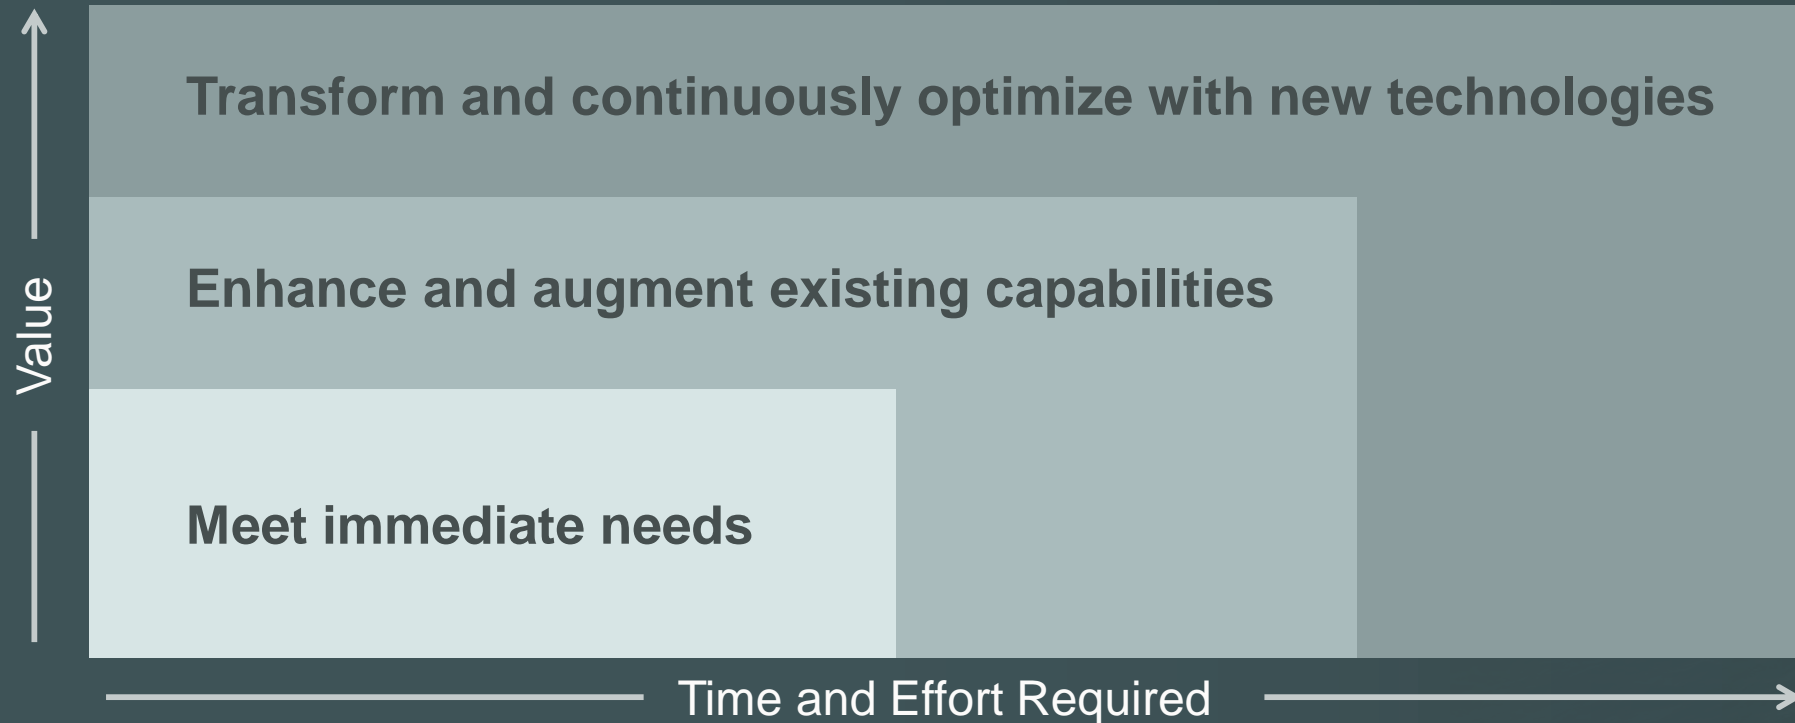 Transform and continuously optimize with new technologies
Enhance and augment existing capabilities
Value
Meet immediate needs
Time and Effort Required